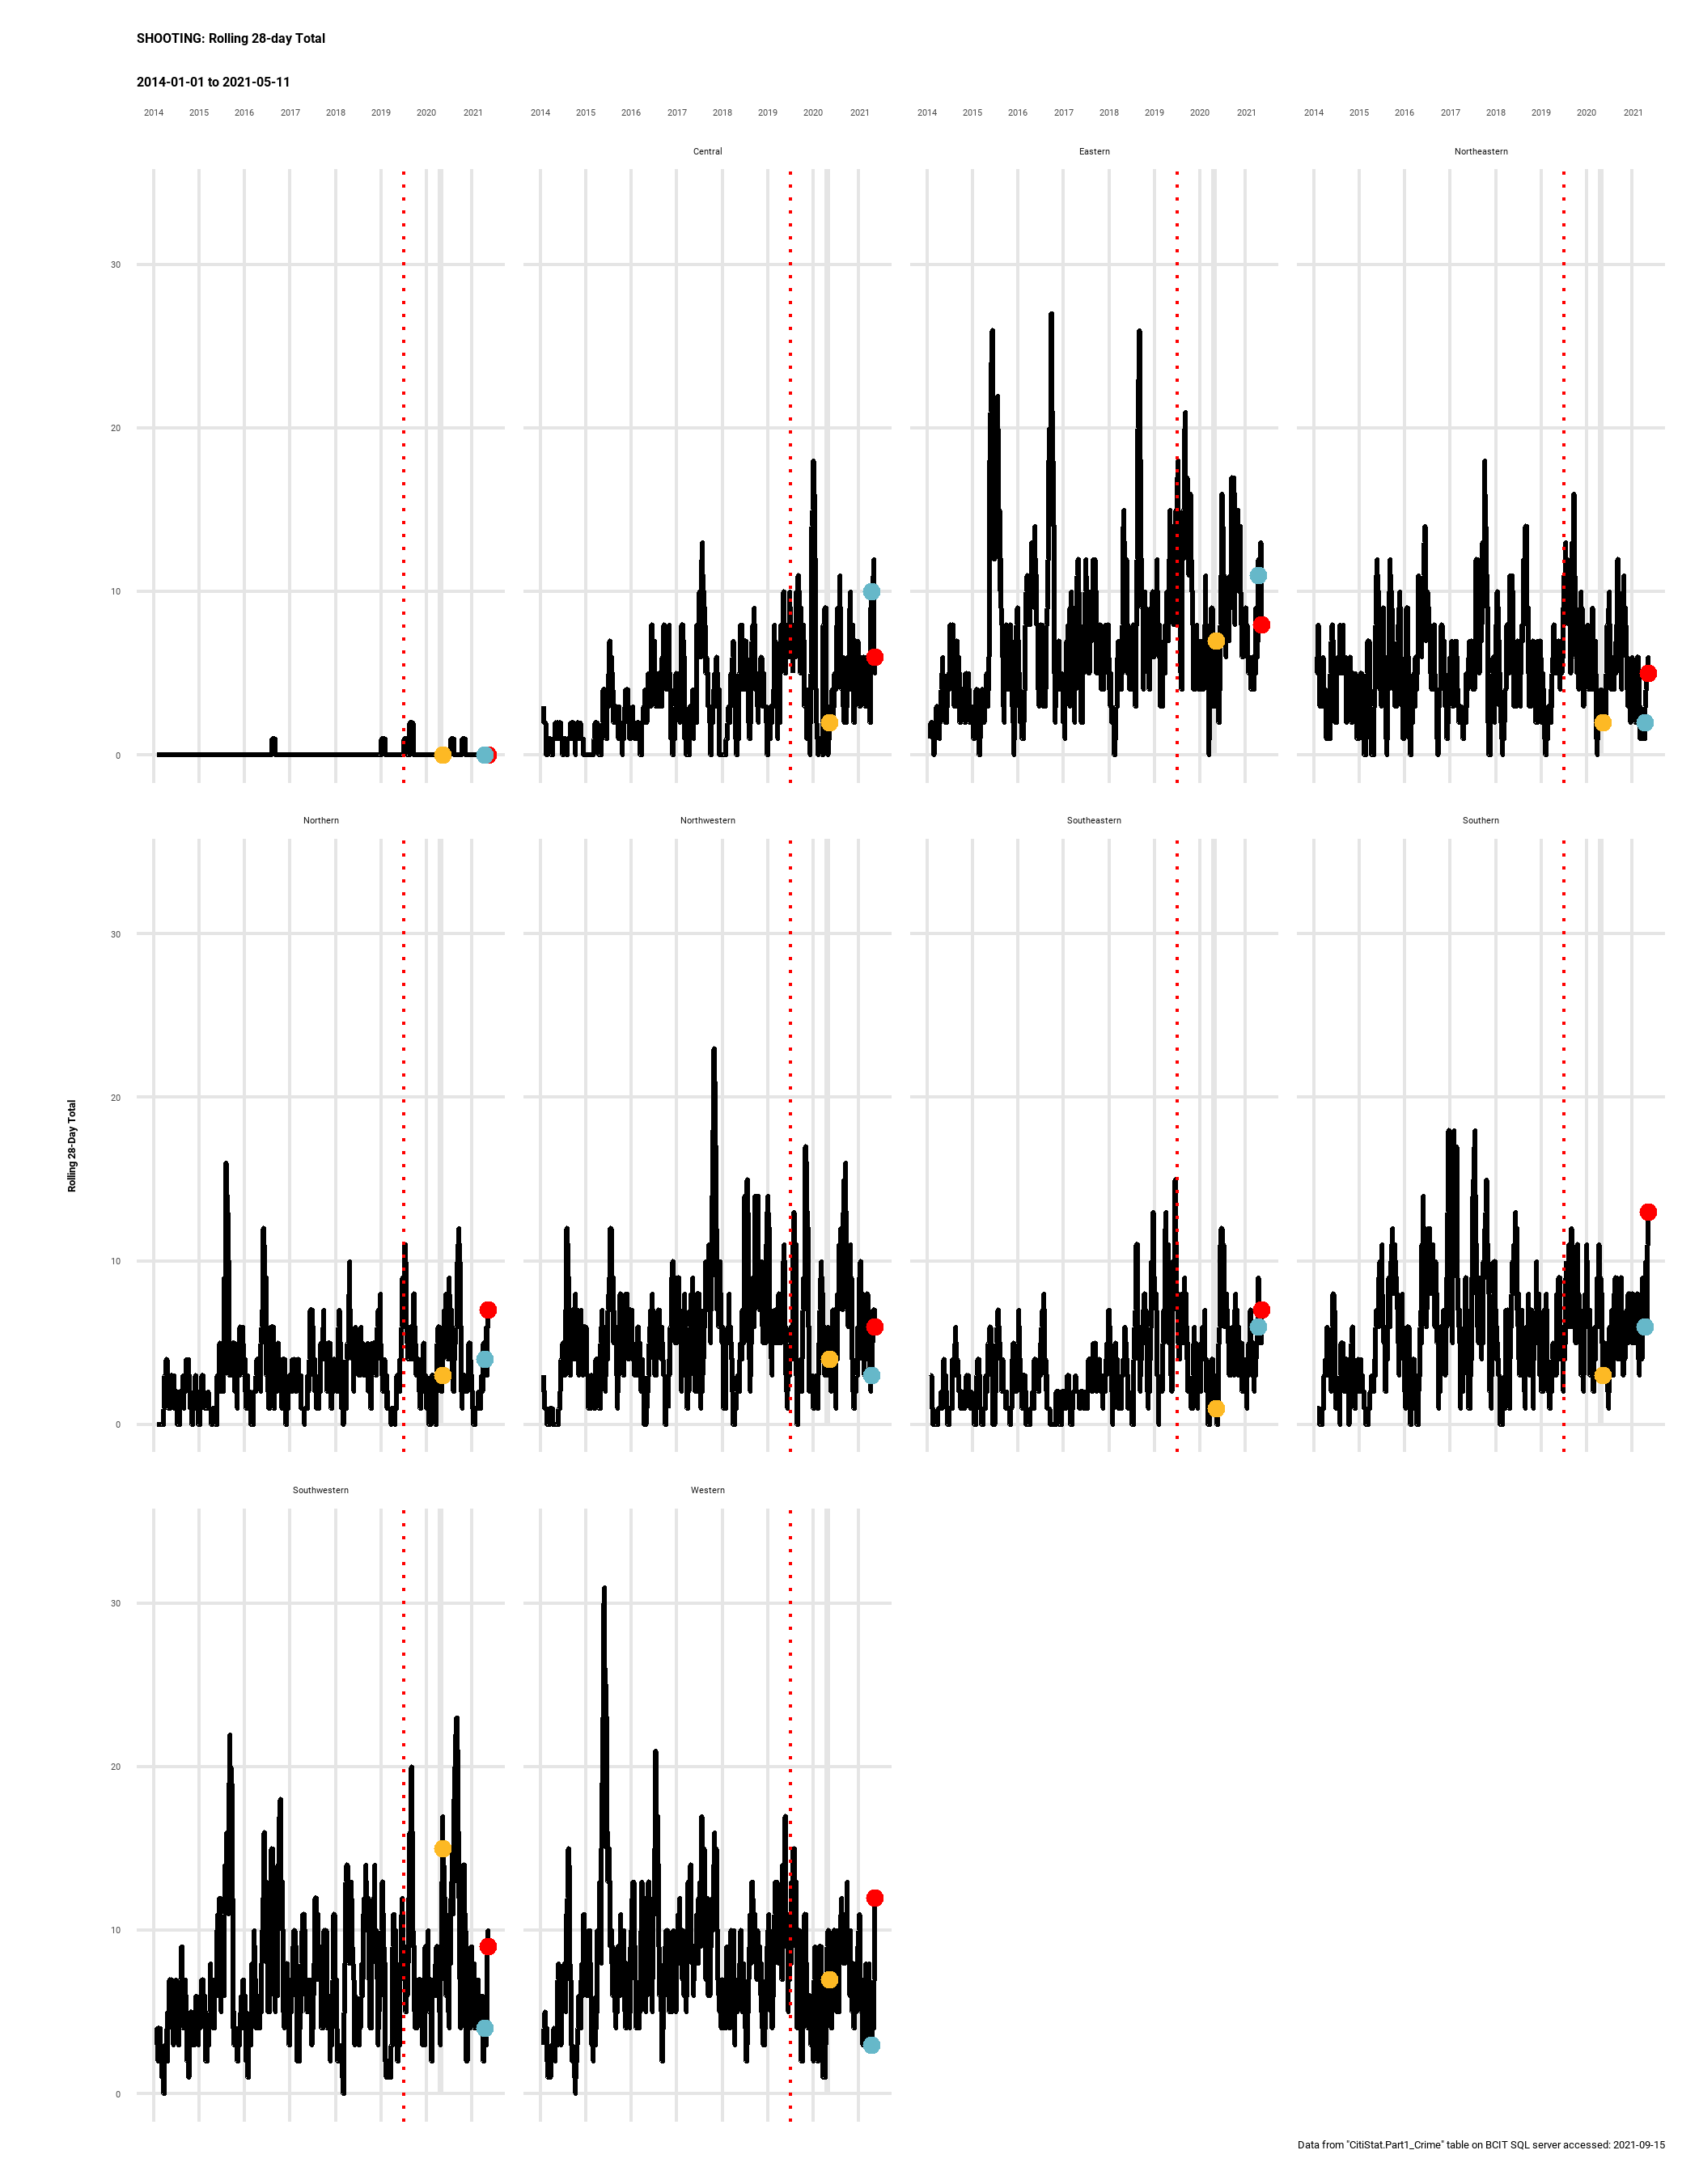 SHOOTING: Rolling 28-day Total
2014-01-01 to 2021-05-11
2014 2015 2016 2017 2018 2019 2020 2021 2014 2015 2016 2017 2018 2019 2020 2021 2014 2015 2016 2017 2018 2019 2020 2021 2014 2015 2016 2017 2018 2019 2020 2021
Central Eastern Northeastern
30
20
10
0
Northern Northwestern Southeastern Southern
30
20
10
0
Rolling 28-Day Total
Southwestern Western
30
20
10
0
Data from "CitiStat.Part1_Crime" table on BCIT SQL server accessed: 2021-09-15